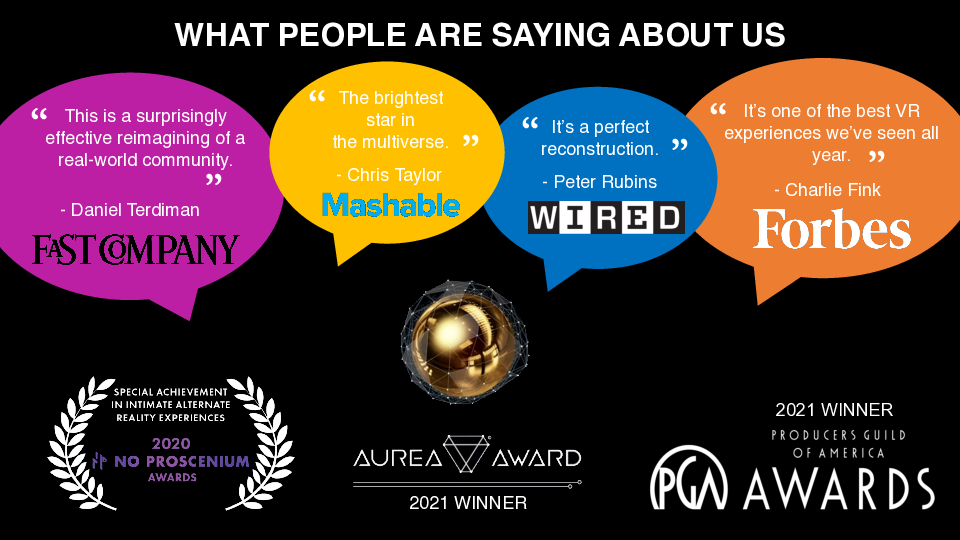 WHAT PEOPLE ARE SAYING ABOUT US
“ This is a surprisingly
effective reimagining of a
real-world community.
”
- Daniel Terdiman
FAST COMPANY
“ The brightest
star in
the multiverse. ”
- Chris Taylor
Mashable
“ It’s a perfect
reconstruction. ”
- Peter Rubins
WIRED
“ It’s one of the best VR
experiences we’ve seen all
year. ”
- Charlie Fink
Forbes
SPECIAL ACHIEVEMENT
IN INTIMATE ALTERNATE
REALITY EXPERIENCES
2020
NO PROSCENIUM
AWARDS
AUREA AWARD
2021 WINNER
2021 WINNER
PRODUCERS GUILD
OF AMERICA
PGA AWARDS